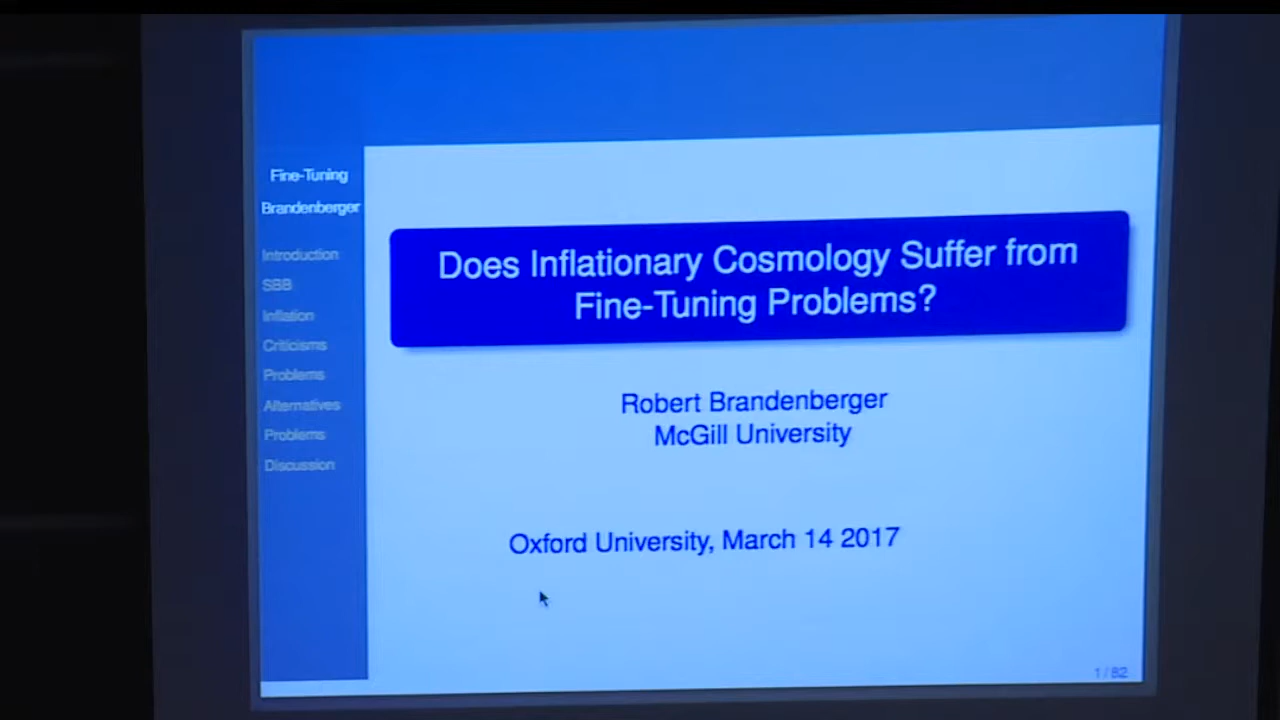 Fine-Tuning
Brandenberger
Introduction
SBB
Inflation
Criticisms
Problems
Alternatives
Problems
Discussion
Does Inflationary Cosmology Suffer from
Fine-Tuning Problems?
Robert Brandenberger
McGill University
Oxford University, March 14 2017
1 / 82